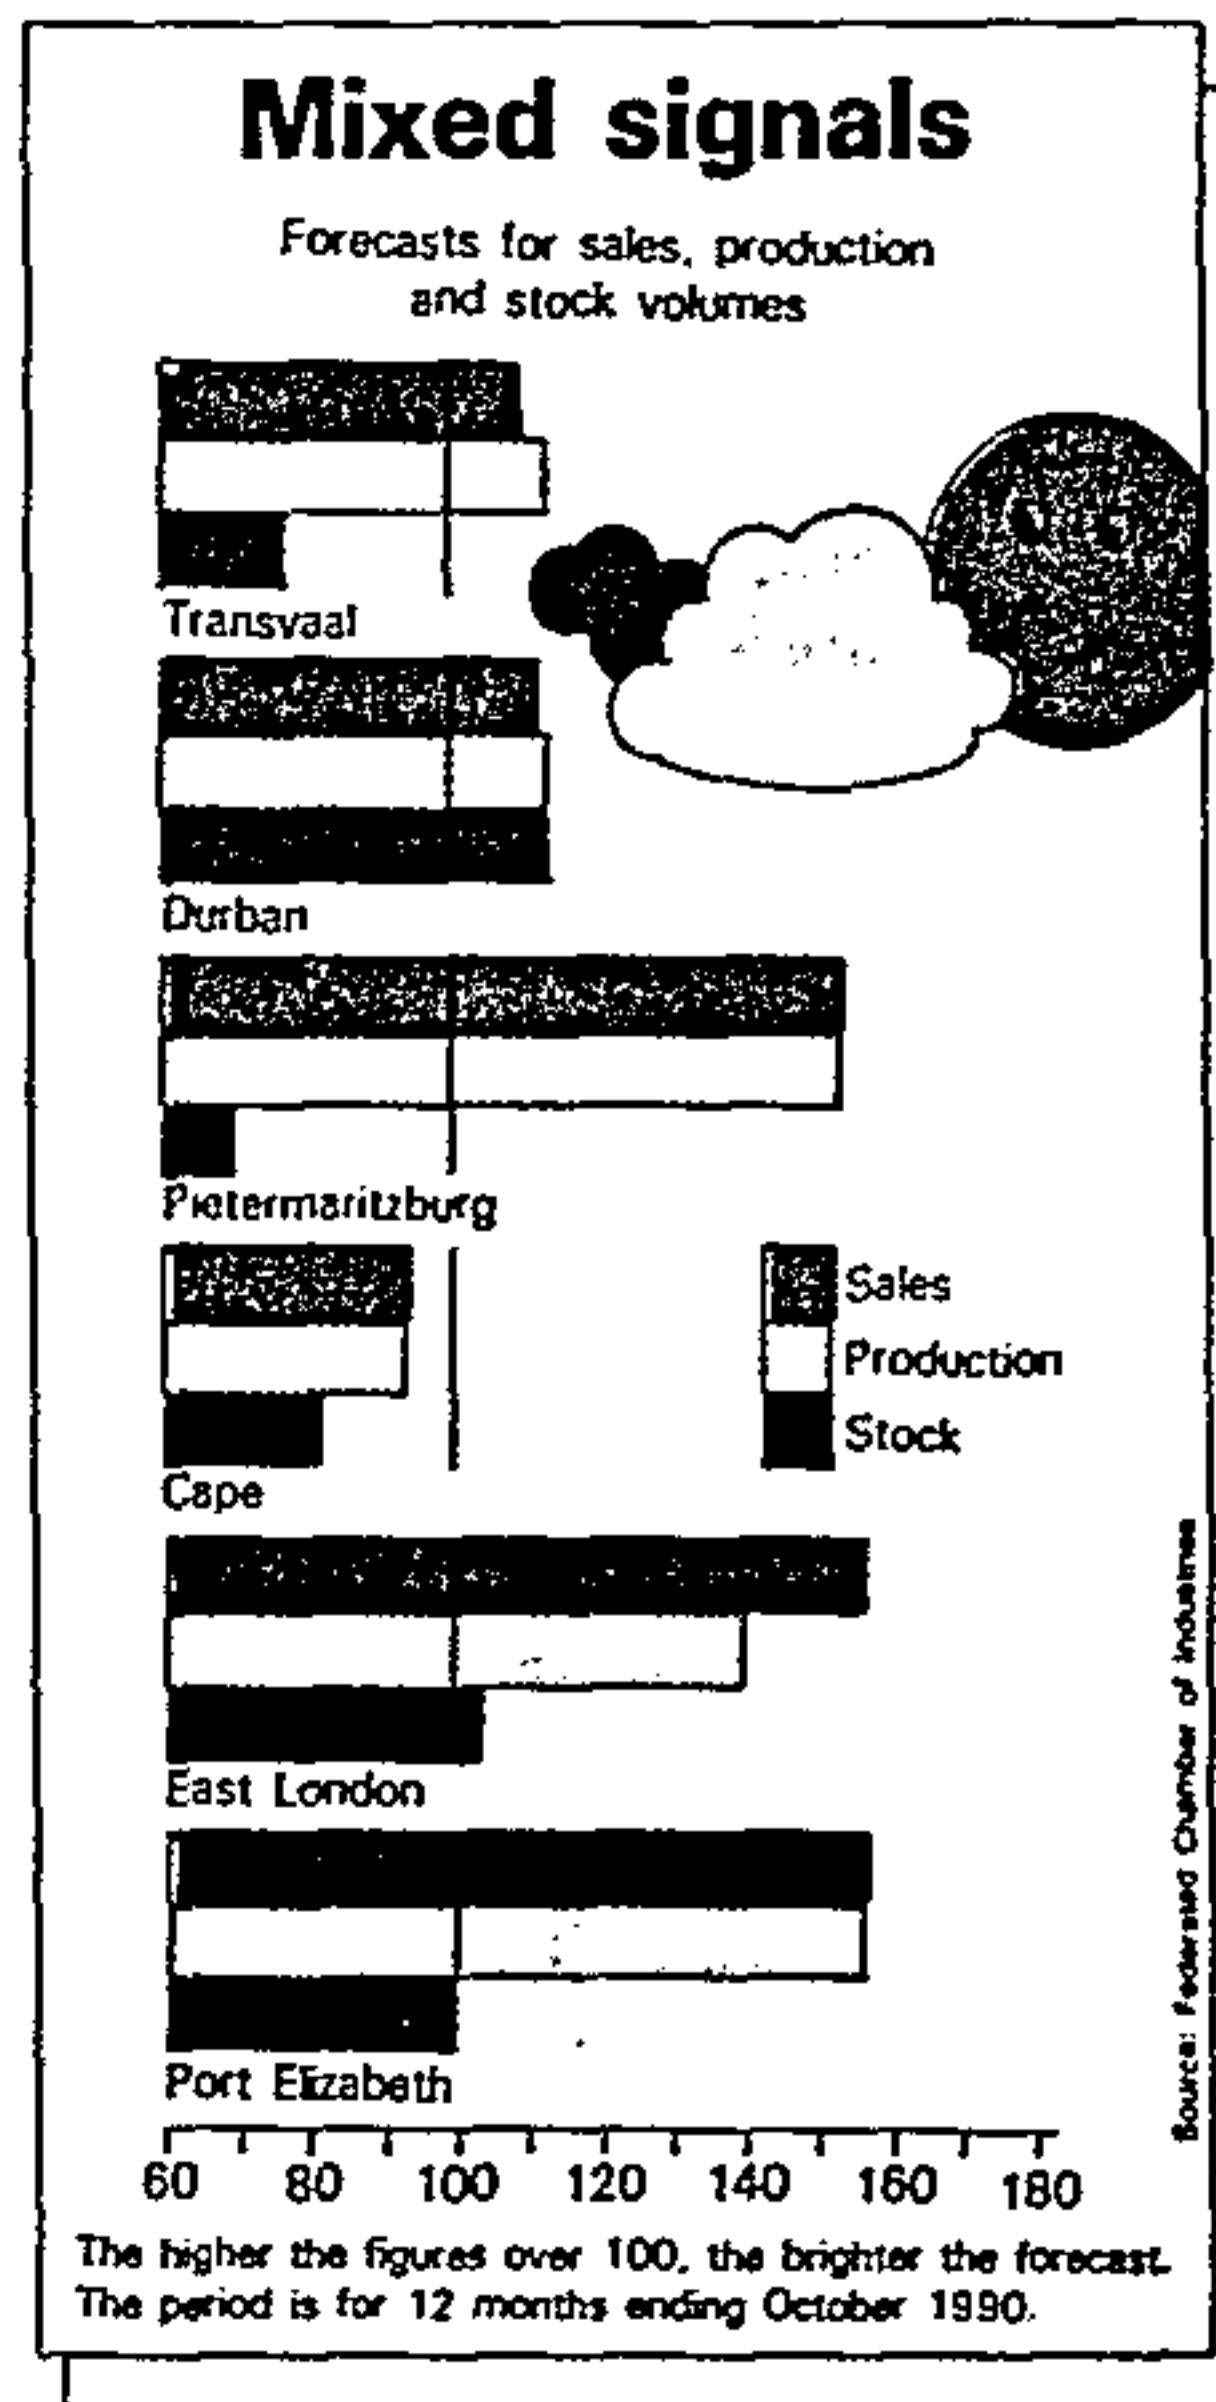 Mixed signals
Forecasts for sales, production
and stock volumes
Transvaal
Durban
Pietermaritzburg
Sales
Production
Stock
Cape
East London
Port Elizabeth
60 80 100 120 140 160 180
The higher the figures over 100, the brighter the forecast.
The period is for 12 months ending October 1990.
Source: Federated Chamber of Industries